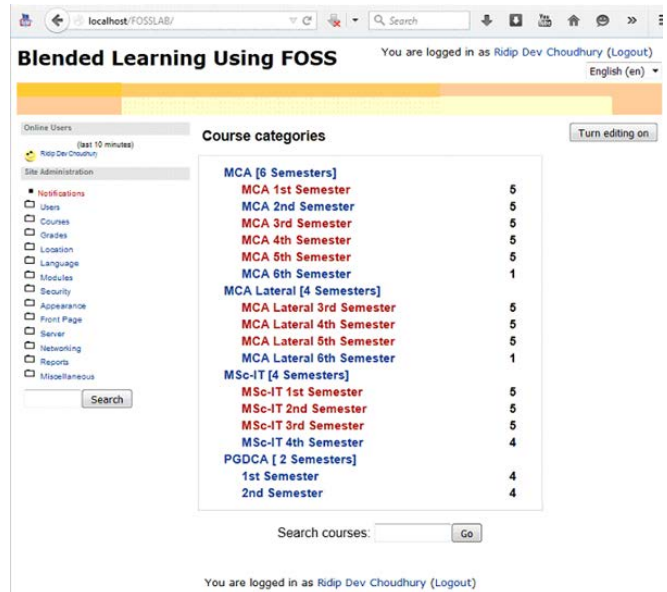 localhost/FOSSLAB/
Search
Blended Learning Using FOSS
You are logged in as Ridip Dev Choudhury (Logout)
English (en)
Online Users
(last 10 minutes)
Ridip Dev Choudhury
Site Administration
Notifications
Users
Courses
Grades
Location
Language
Modules
Security
Appearance
Front Page
Server
Networking
Reports
Miscellaneous
Search
Course categories
Turn editing on
MCA [6 Semesters]
MCA 1st Semester 5
MCA 2nd Semester 5
MCA 3rd Semester 5
MCA 4th Semester 5
MCA 5th Semester 5
MCA 6th Semester 1
MCA Lateral [4 Semesters]
MCA Lateral 3rd Semester 5
MCA Lateral 4th Semester 5
MCA Lateral 5th Semester 5
MCA Lateral 6th Semester 1
MSc-IT [4 Semesters]
MSc-IT 1st Semester 5
MSc-IT 2nd Semester 5
MSc-IT 3rd Semester 5
MSc-IT 4th Semester 4
PGDCA [ 2 Semesters]
1st Semester 4
2nd Semester 4
Search courses: Go
You are logged in as Ridip Dev Choudhury (Logout)